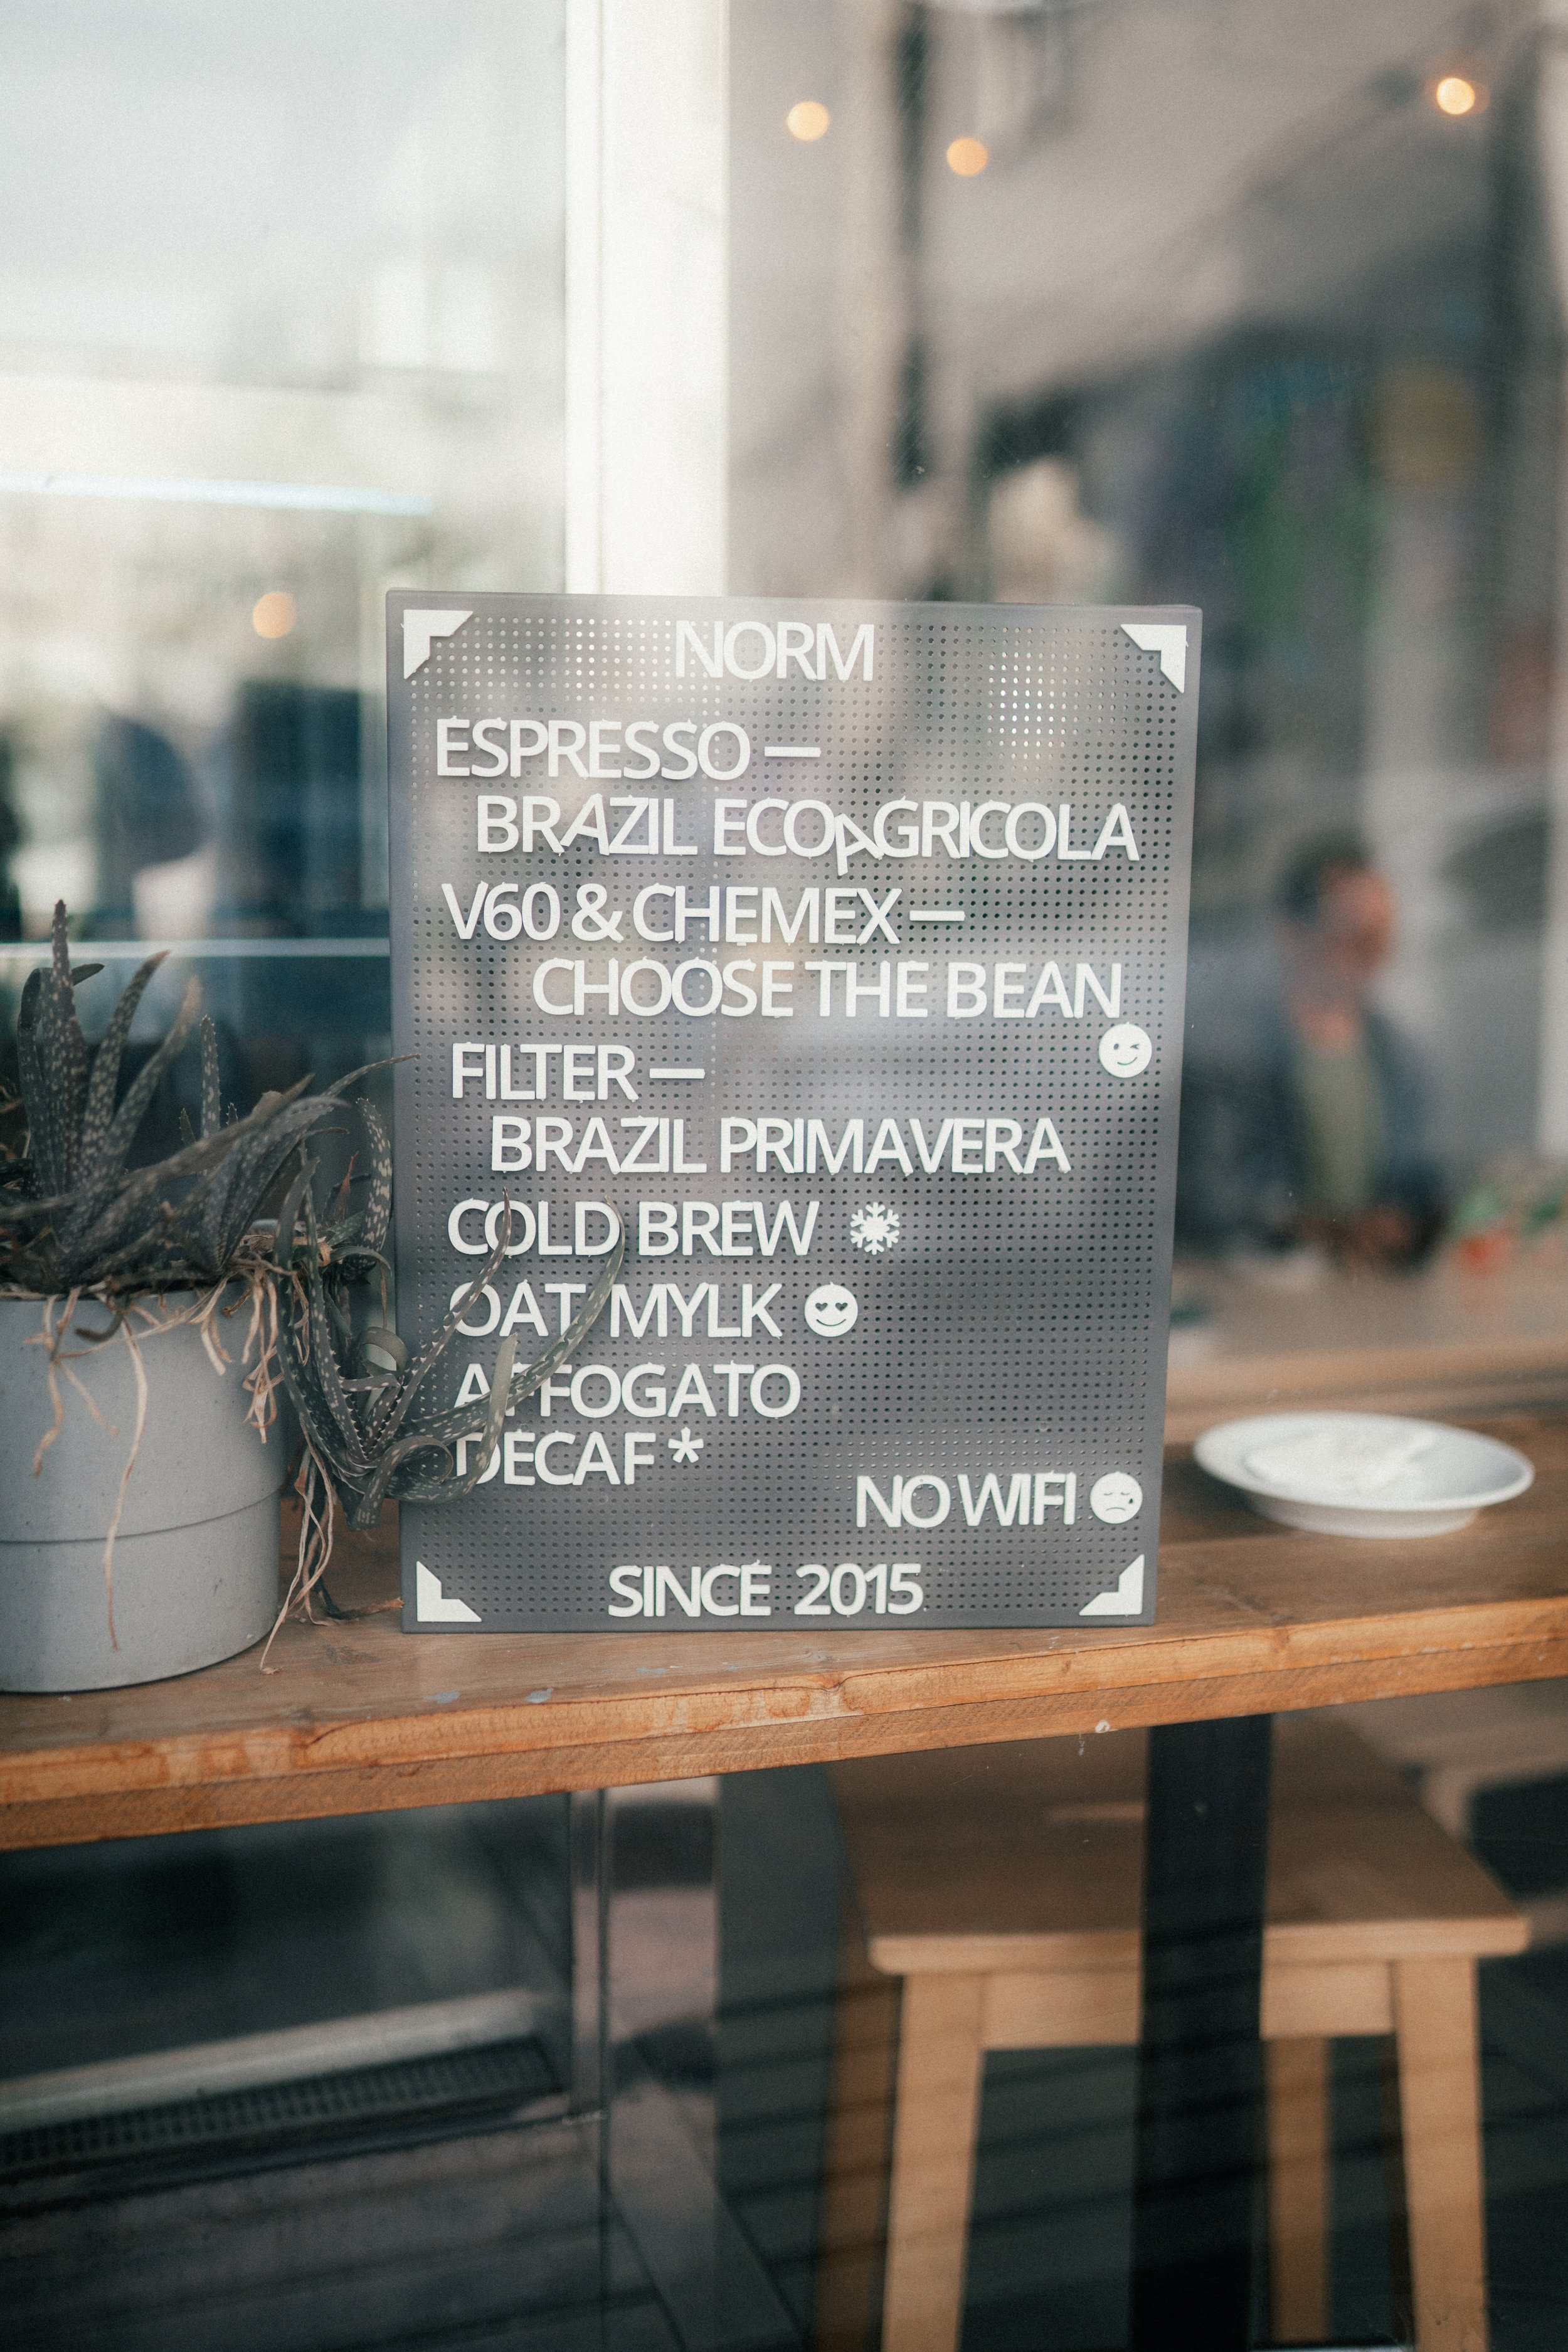 NORM
ESPRESSO —
BRAZIL ECOAGRICOLA
V60 & CHEMEX —
CHOOSE THE BEAN
FILTER —
BRAZIL PRIMAVERA
COLD BREW
OAT MYLK
AFFOGATO
DECAF *
NO WIFI
SINCE 2015